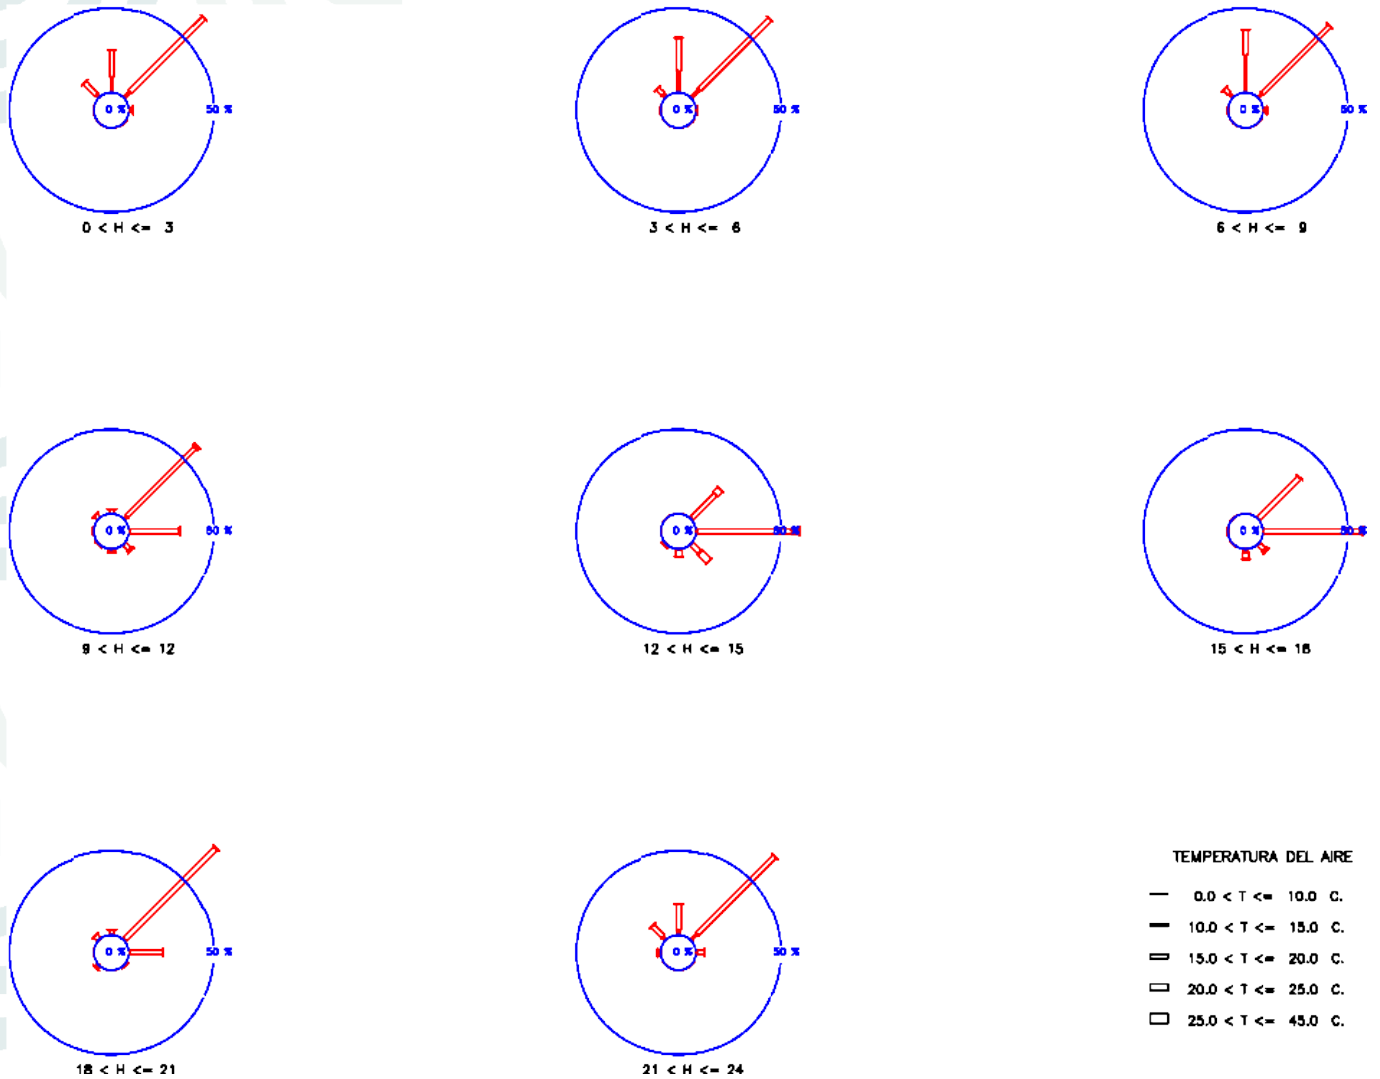 0 %
50 %
0 < H <= 3
0 %
50 %
3 < H <= 6
0 %
50 %
6 < H <= 9
0 %
50 %
9 < H <= 12
0 %
50 %
12 < H <= 15
0 %
50 %
15 < H <= 18
0 %
50 %
18 < H <= 21
0 %
50 %
21 < H <= 24
TEMPERATURA DEL AIRE
0.0 < T <= 10.0 C.
10.0 < T <= 15.0 C.
15.0 < T <= 20.0 C.
20.0 < T <= 25.0 C.
25.0 < T <= 45.0 C.